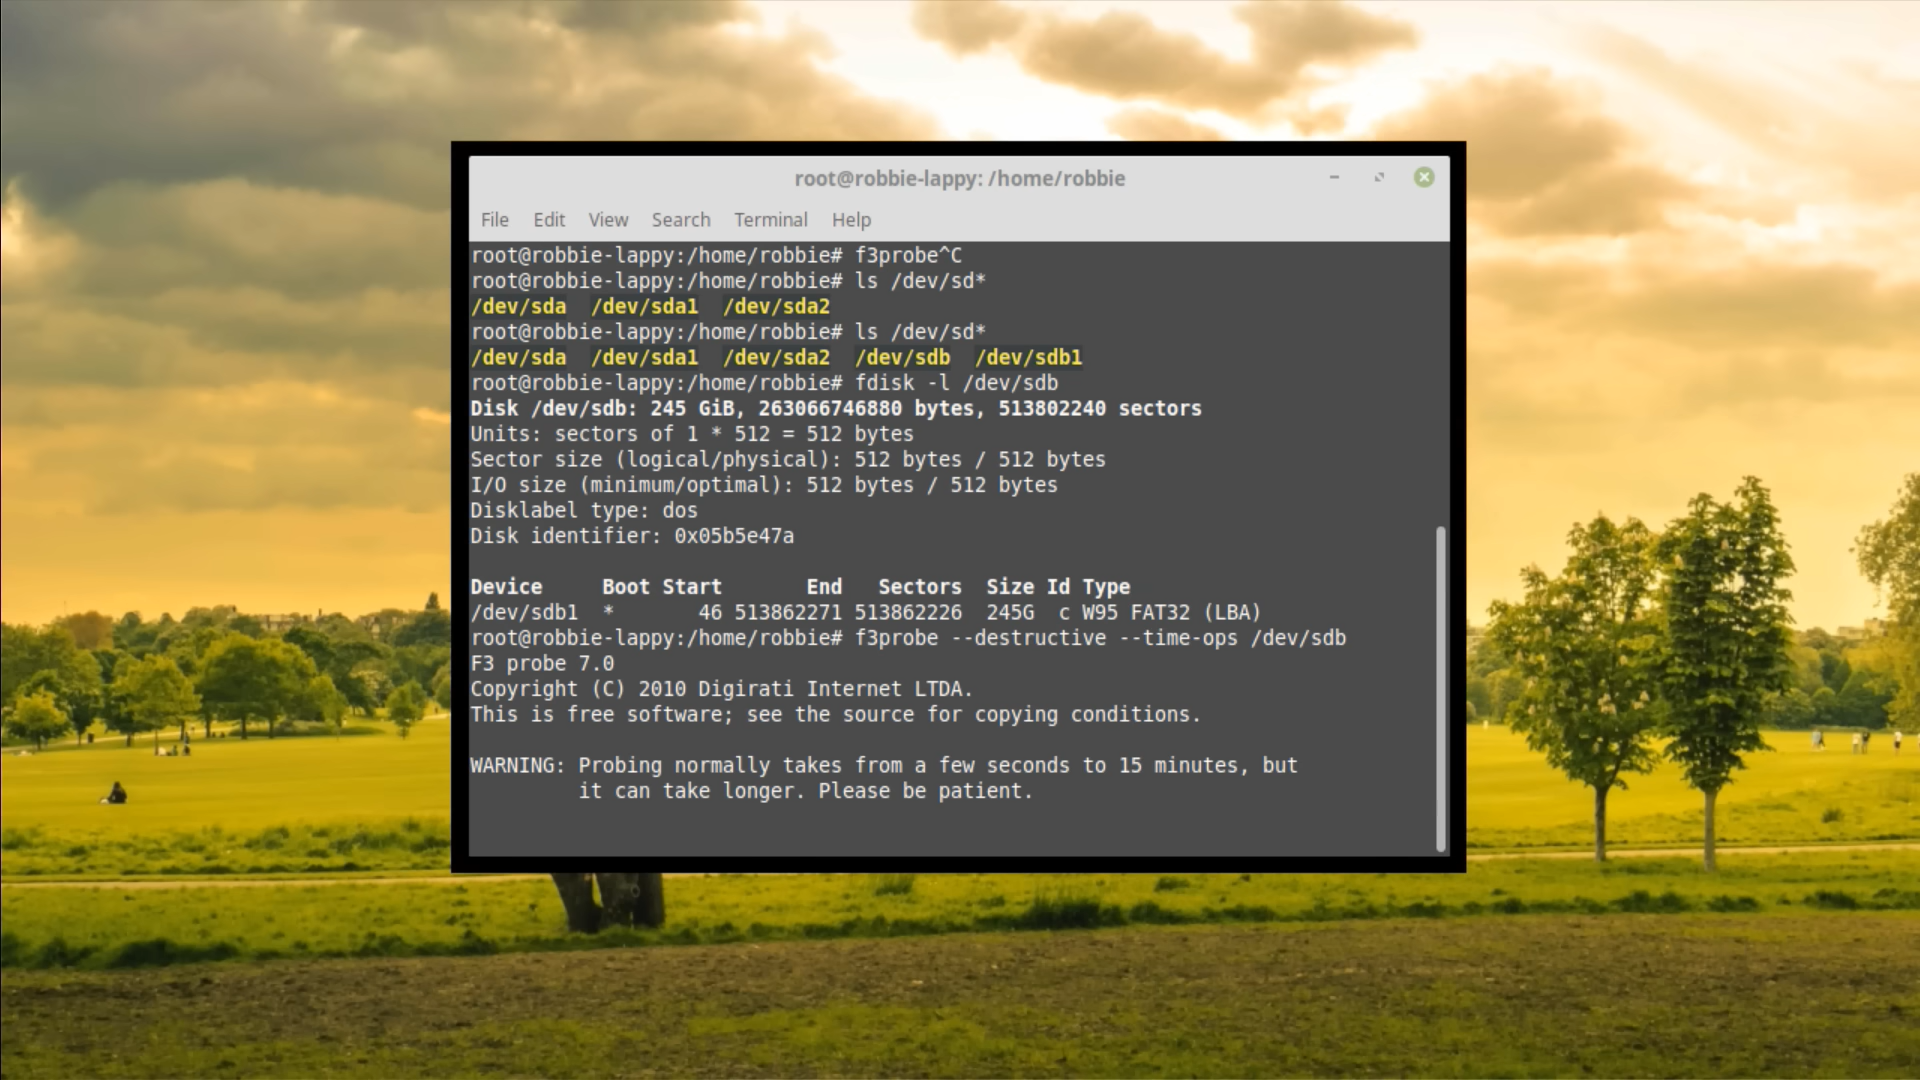 root@robbie-lappy: /home/robbie
File Edit View Search Terminal Help
root@robbie-lappy:/home/robbie# f3probe^C
root@robbie-lappy:/home/robbie# ls /dev/sd*
/dev/sda  /dev/sda1  /dev/sda2
root@robbie-lappy:/home/robbie# ls /dev/sd*
/dev/sda  /dev/sda1  /dev/sda2  /dev/sdb  /dev/sdb1
root@robbie-lappy:/home/robbie# fdisk -l /dev/sdb
Disk /dev/sdb: 245 GiB, 263066746880 bytes, 513802240 sectors
Units: sectors of 1 * 512 = 512 bytes
Sector size (logical/physical): 512 bytes / 512 bytes
I/O size (minimum/optimal): 512 bytes / 512 bytes
Disklabel type: dos
Disk identifier: 0x05b5e47a
Device     Boot Start       End   Sectors  Size Id Type
/dev/sdb1  *       46 513862271 513862226  245G  c W95 FAT32 (LBA)
root@robbie-lappy:/home/robbie# f3probe --destructive --time-ops /dev/sdb
F3 probe 7.0
Copyright (C) 2010 Digirati Internet LTDA.
This is free software; see the source for copying conditions.
WARNING: Probing normally takes from a few seconds to 15 minutes, but
         it can take longer. Please be patient.